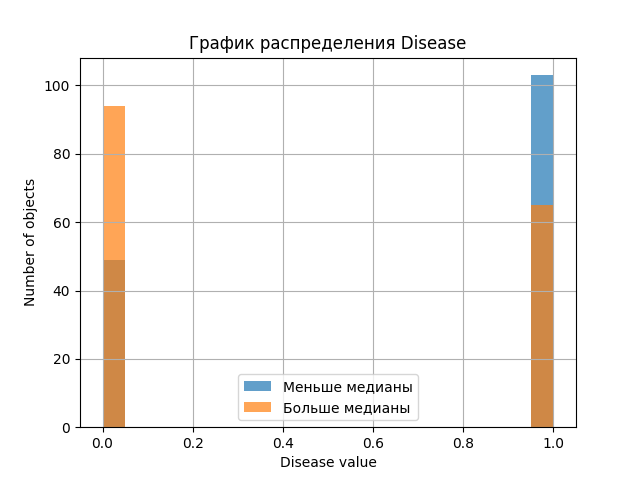 График распределения Disease
100
80
60
40
20
0
Number of objects
0.0 0.2 0.4 0.6 0.8 1.0
Disease value
Меньше медианы
Больше медианы